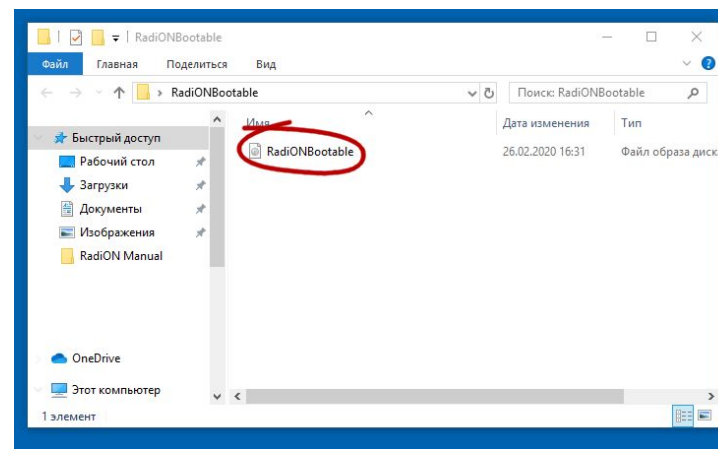 RadiONBootable
Файл Главная Поделиться Вид
RadiONBootable Поиск: RadiONBootable
Имя Дата изменения Тип
Быстрый доступ
RadiONBootable 26.02.2020 16:31 Файл образа диск
Рабочий стол
Загрузки
Документы
Изображения
RadiON Manual
OneDrive
Этот компьютер
1 элемент